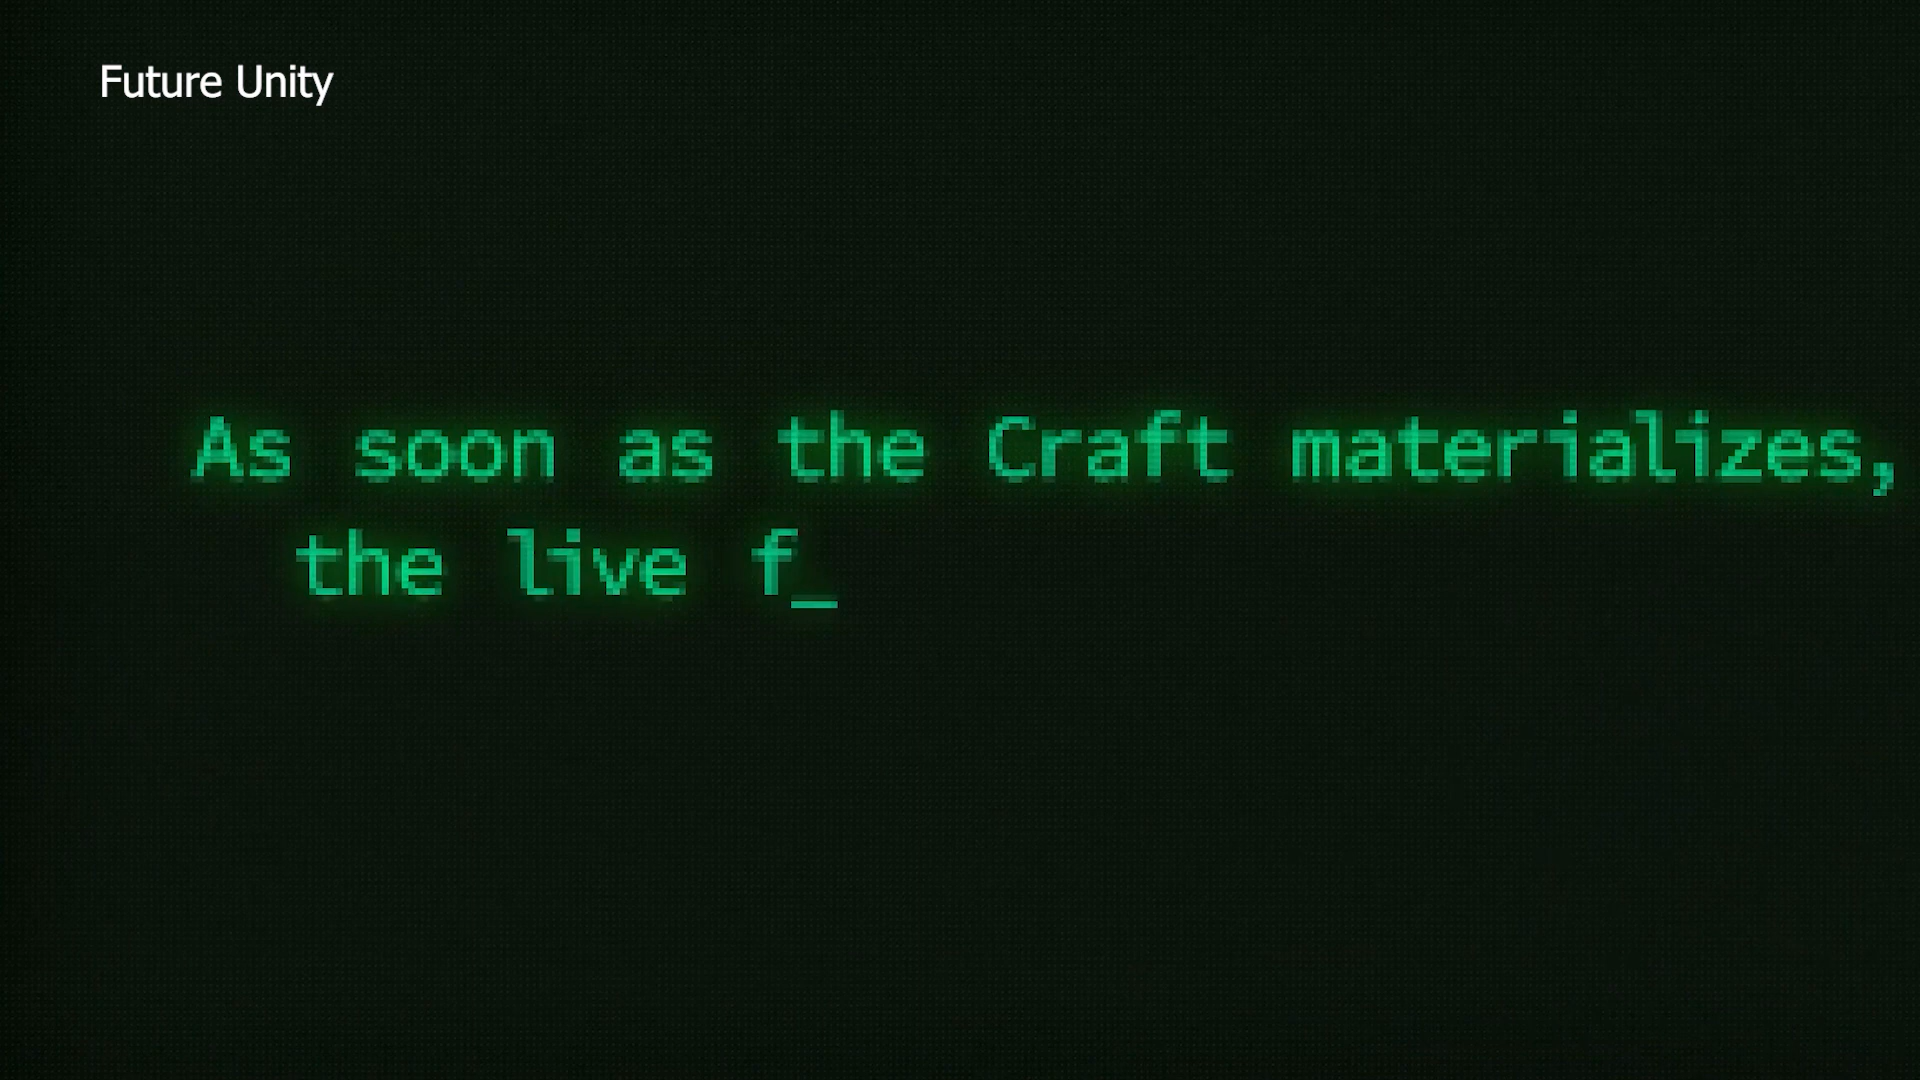 Future Unity
As soon as the Craft materializes,
the live f_